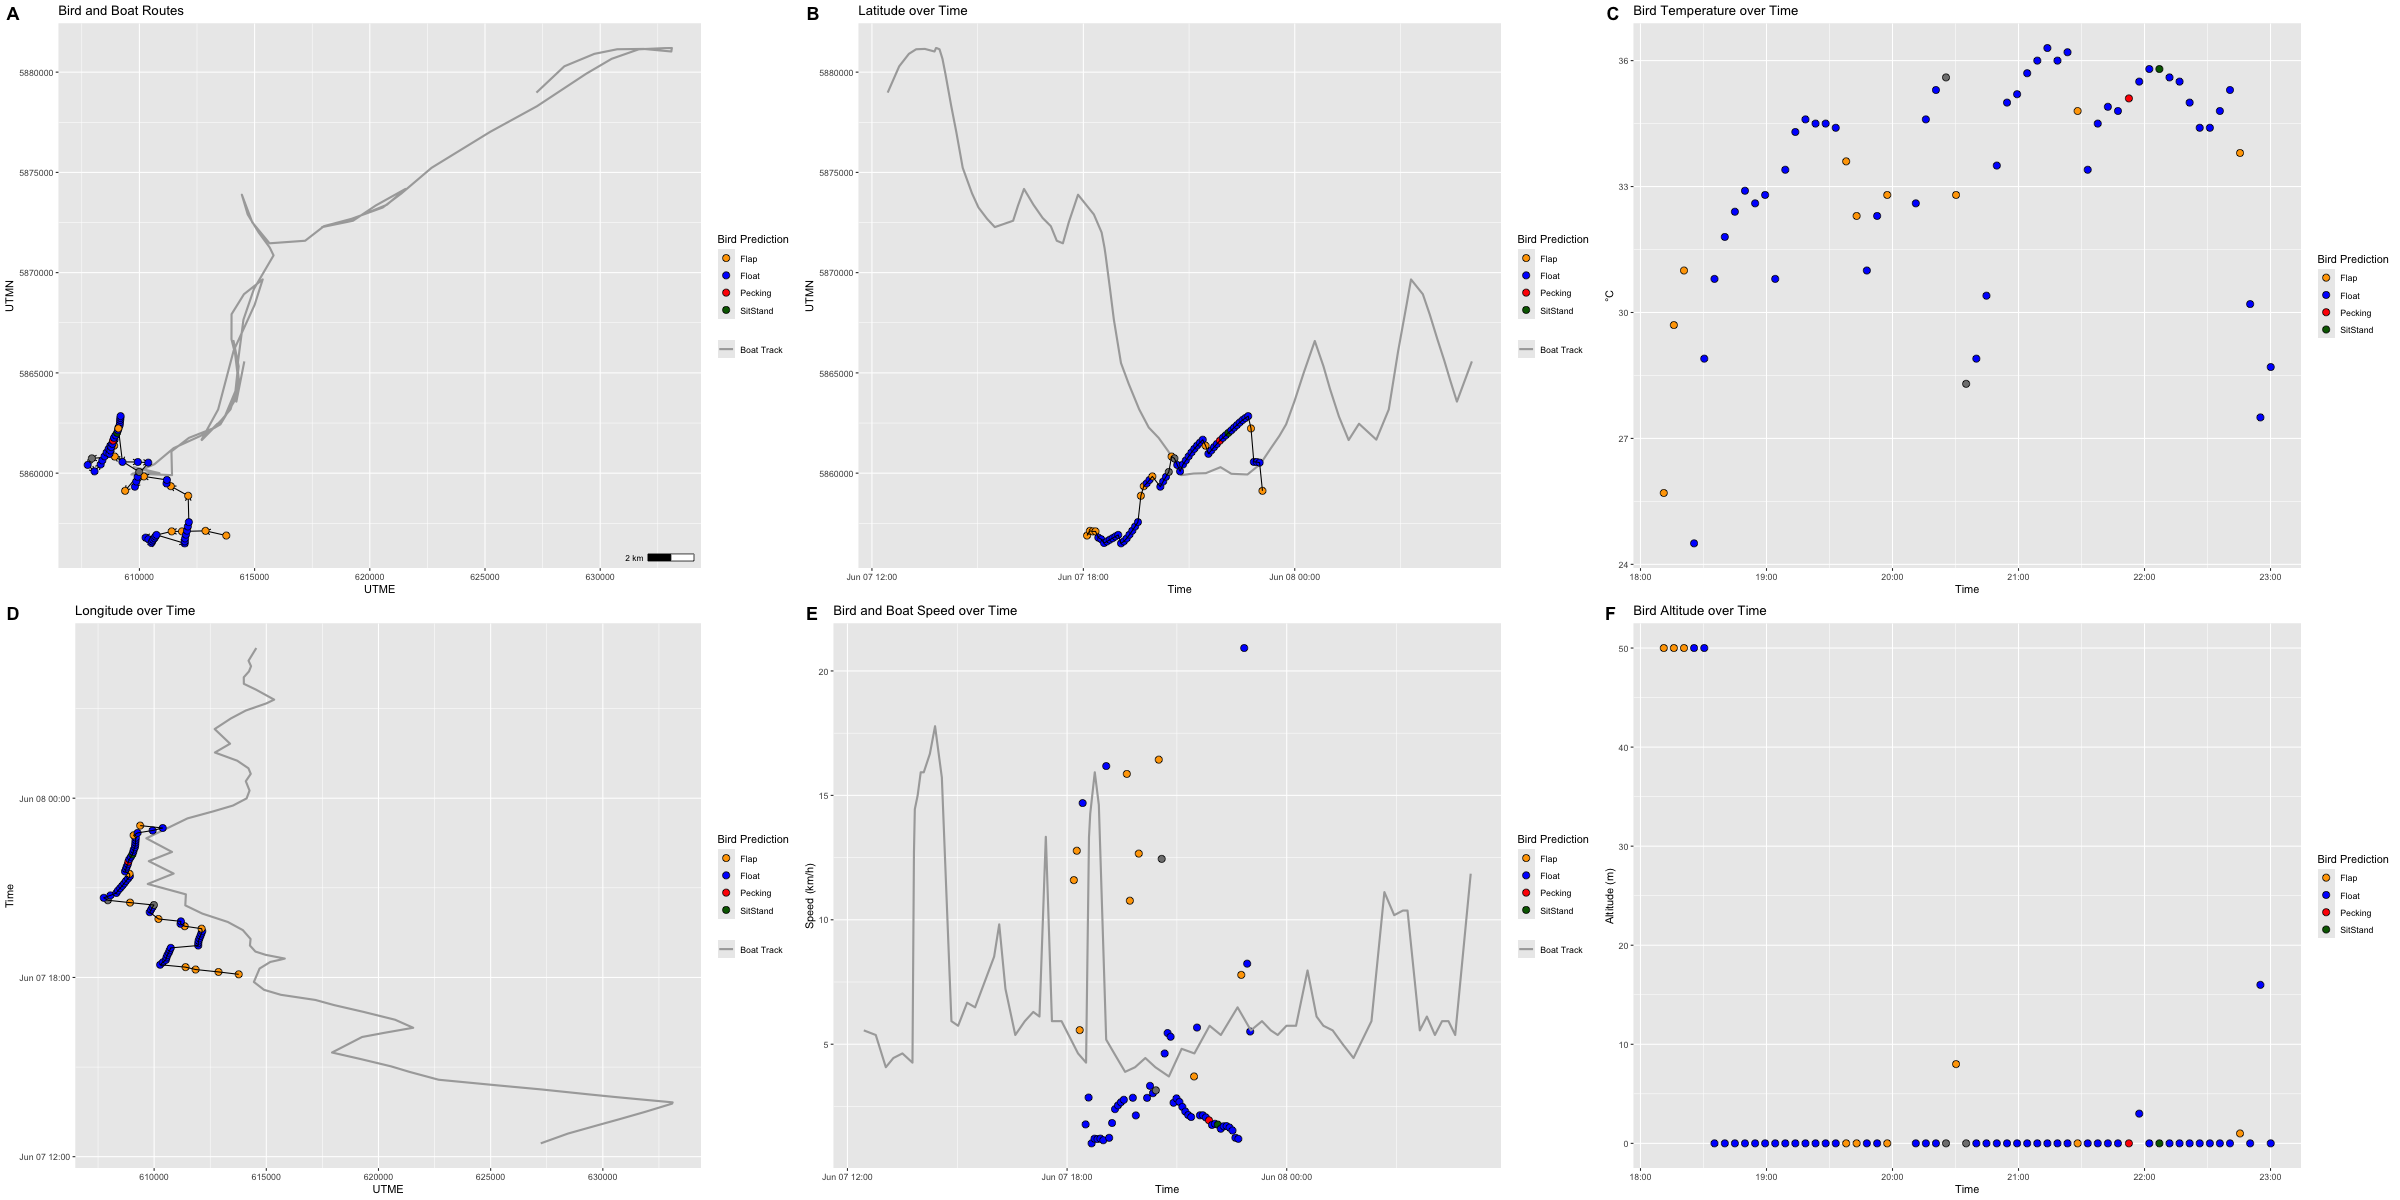 A Bird and Boat Routes
UTMN
5880000
5875000
5870000
5865000
5860000
2 km
610000 615000 620000 625000 630000
UTME
Bird Prediction
Flap
Float
Pecking
SitStand
Boat Track
B Latitude over Time
UTMN
5880000
5875000
5870000
5865000
5860000
Jun 07 12:00 Jun 07 18:00 Jun 08 00:00
Time
Bird Prediction
Flap
Float
Pecking
SitStand
Boat Track
C Bird Temperature over Time
°C
36
33
30
27
24
18:00 19:00 20:00 21:00 22:00 23:00
Time
Bird Prediction
Flap
Float
Pecking
SitStand
D Longitude over Time
Time
Jun 08 00:00
Jun 07 18:00
Jun 07 12:00
610000 615000 620000 625000 630000
UTME
Bird Prediction
Flap
Float
Pecking
SitStand
Boat Track
E Bird and Boat Speed over Time
Speed (km/h)
20
15
10
5
Jun 07 12:00 Jun 07 18:00 Jun 08 00:00
Time
Bird Prediction
Flap
Float
Pecking
SitStand
Boat Track
F Bird Altitude over Time
Altitude (m)
50
40
30
20
10
0
18:00 19:00 20:00 21:00 22:00 23:00
Time
Bird Prediction
Flap
Float
Pecking
SitStand